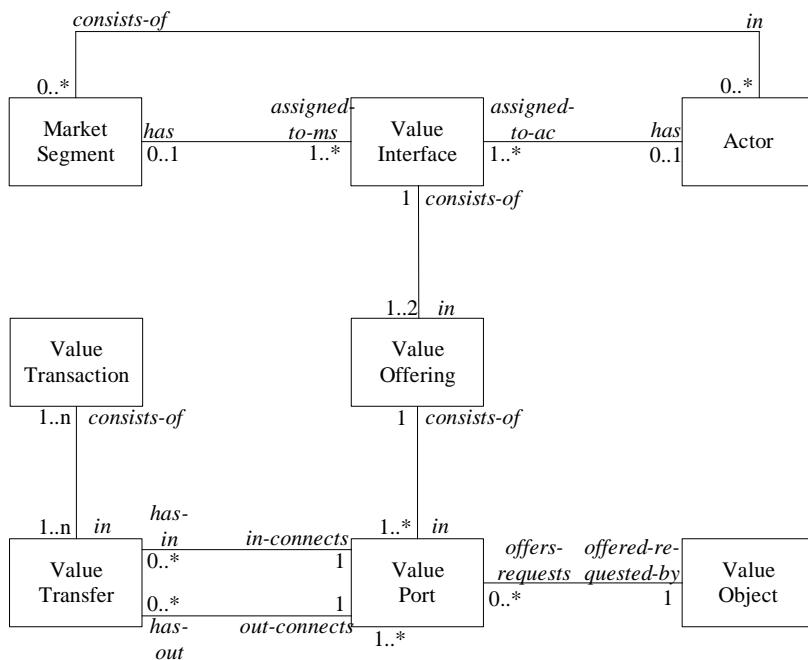 consists-of
in
0..*
0..*
Market
Segment
has
0..1
assigned-
to-ms
1..*
Value
Interface
assigned-
to-ac
1..*
has
0..1
Actor
1
consists-of
1..2
in
Value
Transaction
Value
Offering
1..n
consists-of
1
consists-of
1..n
in
has-
in
0..*
in-connects
1
1..*
in
Value
Transfer
Value
Port
offers-
requests
0..*
offered-re-
quested-by
1
Value
Object
0..*
has-
out
1
out-connects
1..*